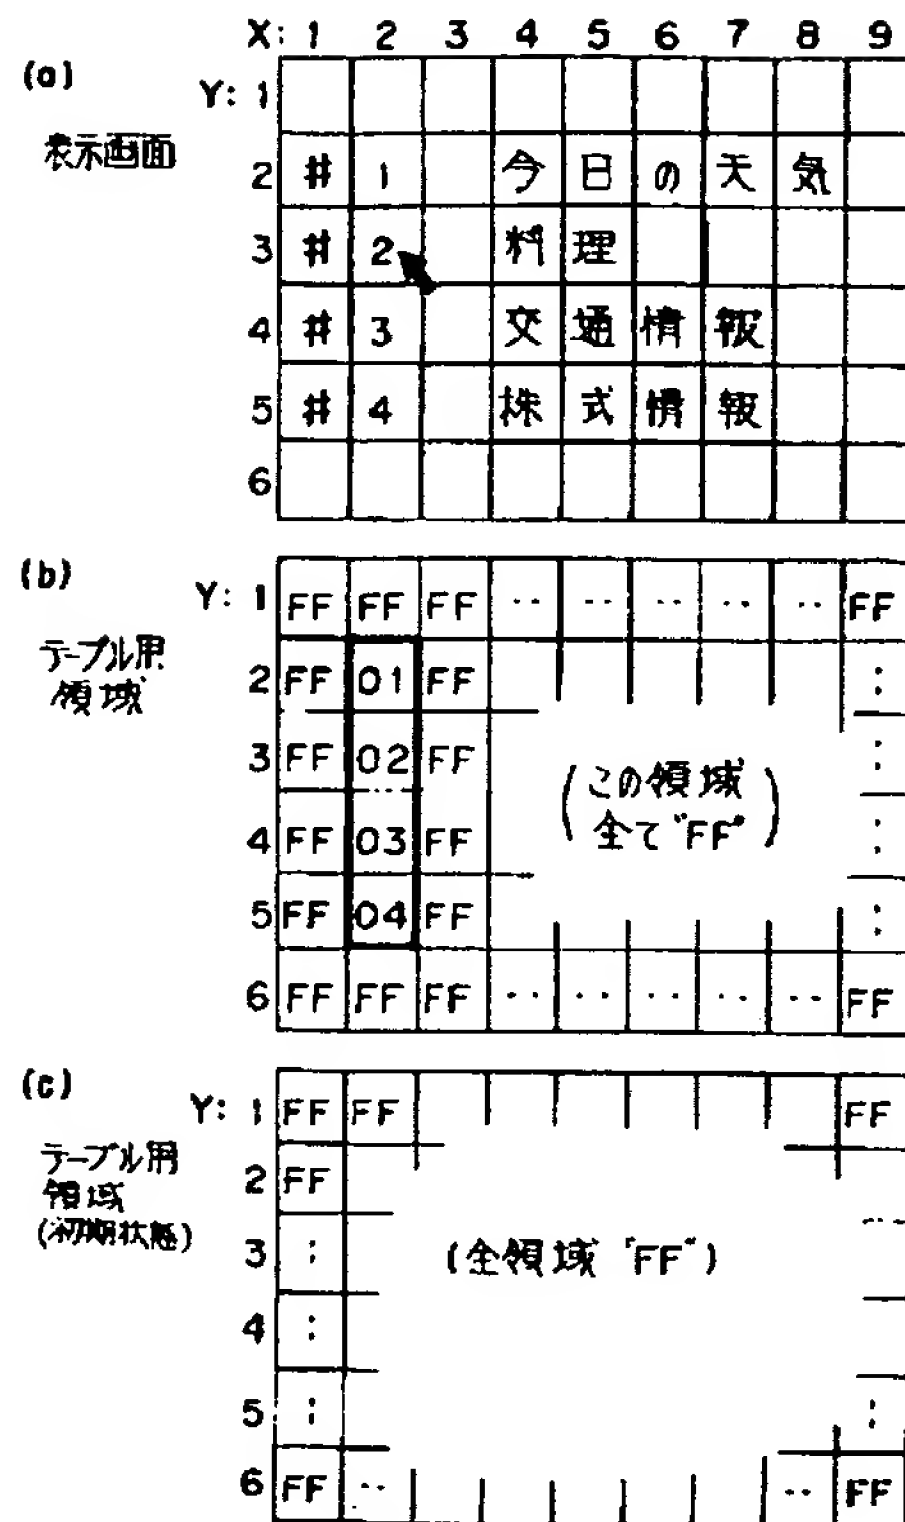 X: 1 2 3 4 5 6 7 8 9
(a)
Y: 1
表示画面
2 # 1 今日の天気
3 # 2 料理
4 # 3 交通情報
5 # 4 株式情報
6
(b)
Y: 1 FF FF FF ‥ ‥ ‥ ‥ ‥ FF
テーブル用
領域
2 FF 01 FF :
3 FF 02 FF :
(この領域
全て"FF")
4 FF 03 FF :
5 FF 04 FF :
6 FF FF FF ‥ ‥ ‥ ‥ ‥ FF
(c)
Y: 1 FF FF FF
テーブル用
領域
(初期状態)
2 FF
3 : (全領域 "FF")
4 :
5 : :
6 FF ‥ ‥ FF